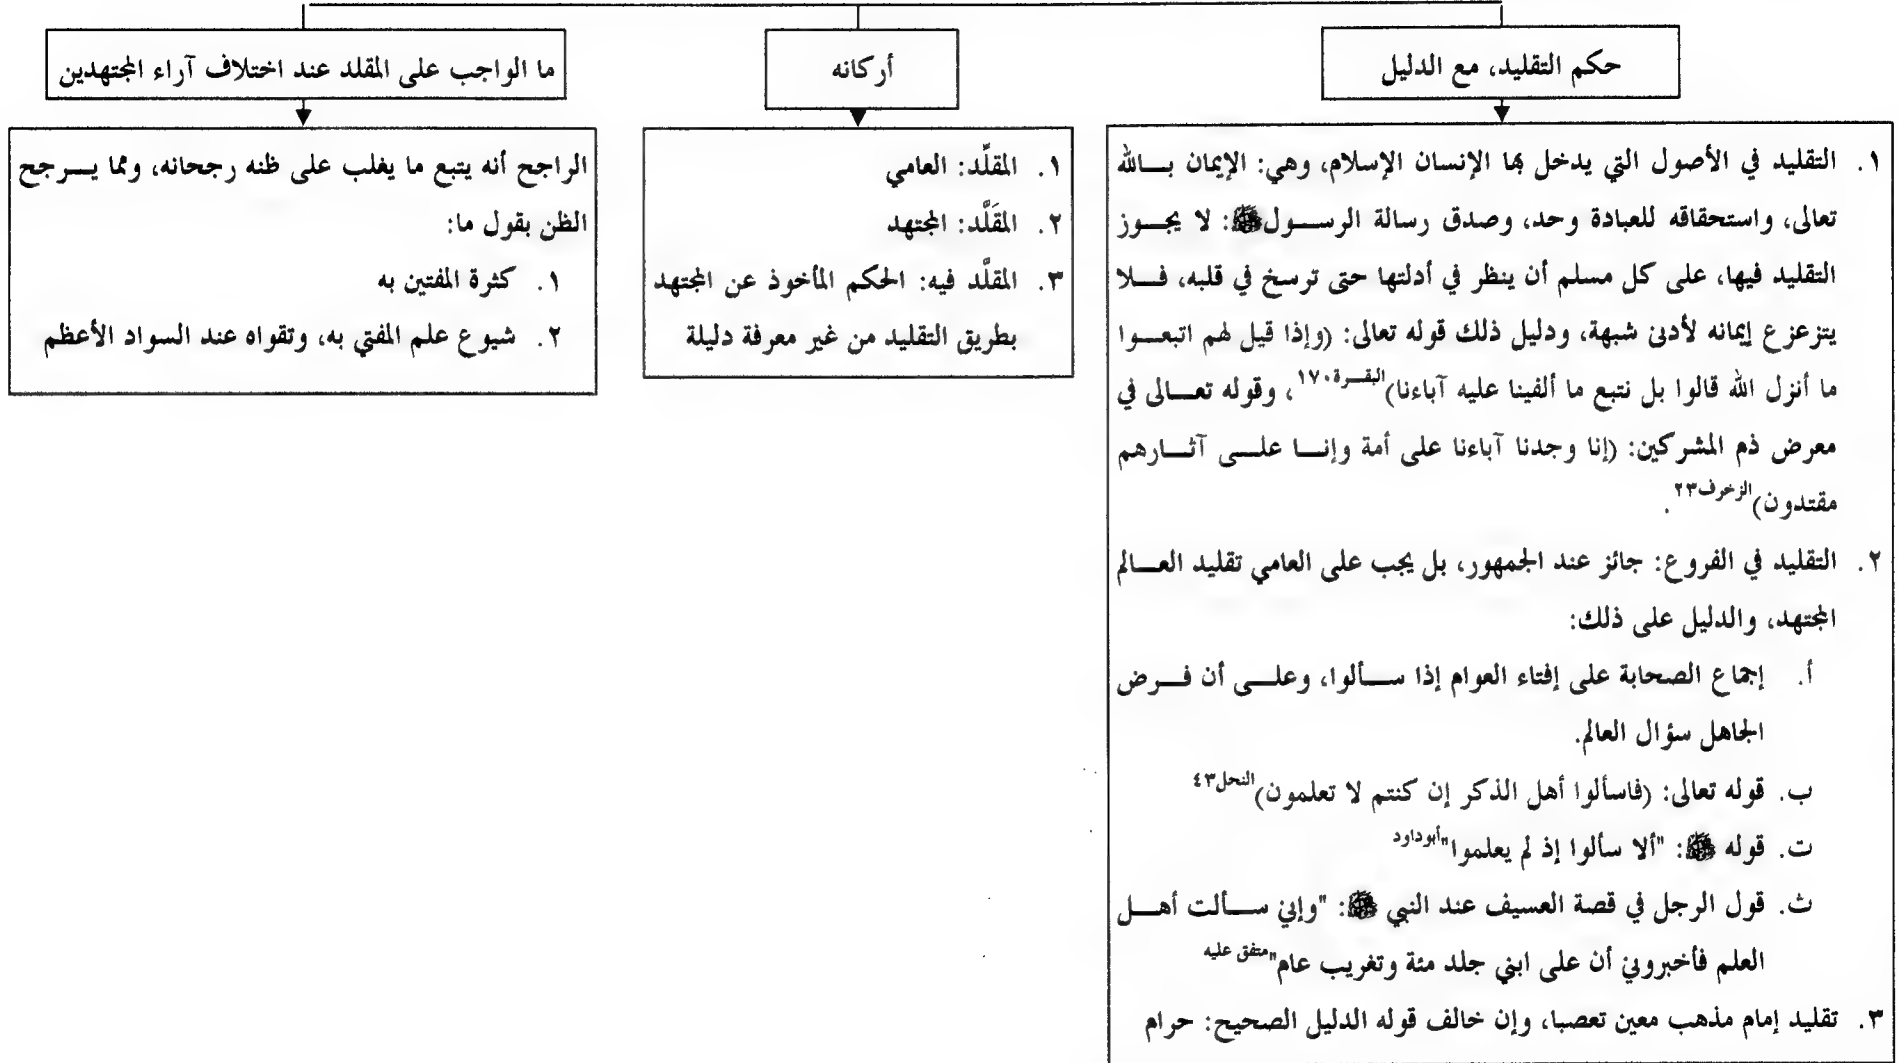 حكم التقليد، مع الدليل
١. التقليد في الأصول التي يدخل بها الإنسان الإسلام، وهي: الإيمان بالله
تعالى، واستحقاقه للعبادة وحد، وصدق رسالة الرسول ﷺ: لا يجوز
التقليد فيها، على كل مسلم أن ينظر في أدلتها حتى ترسخ في قلبه، فلا
يتزعزع إيمانه لأدنى شبهة، ودليل ذلك قوله تعالى: (وإذا قيل لهم اتبعوا
ما أنزل الله قالوا بل نتبع ما ألفينا عليه آباءنا)البقرة١٧٠، وقوله تعالى في
معرض ذم المشركين: (إنا وجدنا آباءنا على أمة وإنا على آثارهم
مقتدون)الزخرف٢٣.
٢. التقليد في الفروع: جائز عند الجمهور، بل يجب على العامي تقليد العالم
المجتهد، والدليل على ذلك:
أ. إجماع الصحابة على إفتاء العوام إذا سألوا، وعلى أن فرض
الجاهل سؤال العالم.
ب. قوله تعالى: (فاسألوا أهل الذكر إن كنتم لا تعلمون)النحل٤٣
ت. قوله ﷺ: "ألا سألوا إذ لم يعلموا"أبوداود
ث. قول الرجل في قصة العسيف عند النبي ﷺ: "وإني سألت أهل
العلم فأخبروني أن على ابني جلد مئة وتغريب عام"متفق عليه
٣. تقليد إمام مذهب معين تعصبا، وإن خالف قوله الدليل الصحيح: حرام
أركانه
١. المقلِّد: العامي
٢. المقَلَّد: المجتهد
٣. المقلَّد فيه: الحكم المأخوذ عن المجتهد
بطريق التقليد من غير معرفة دليلة
ما الواجب على المقلد عند اختلاف آراء المجتهدين
الراجح أنه يتبع ما يغلب على ظنه رجحانه، ومما يرجح
الظن بقول ما:
١. كثرة المفتين به
٢. شيوع علم المفتي به، وتقواه عند السواد الأعظم